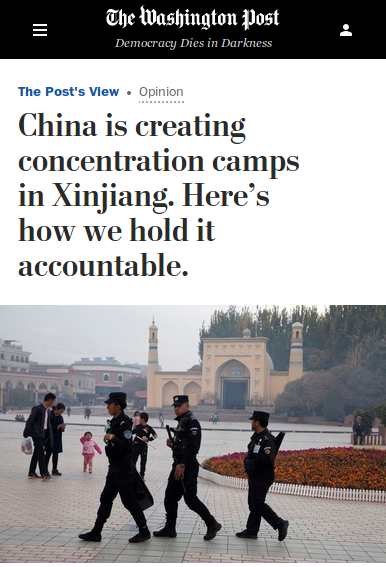 The Washington Post
Democracy Dies in Darkness
The Post's View • Opinion
China is creating
concentration camps
in Xinjiang. Here’s
how we hold it
accountable.